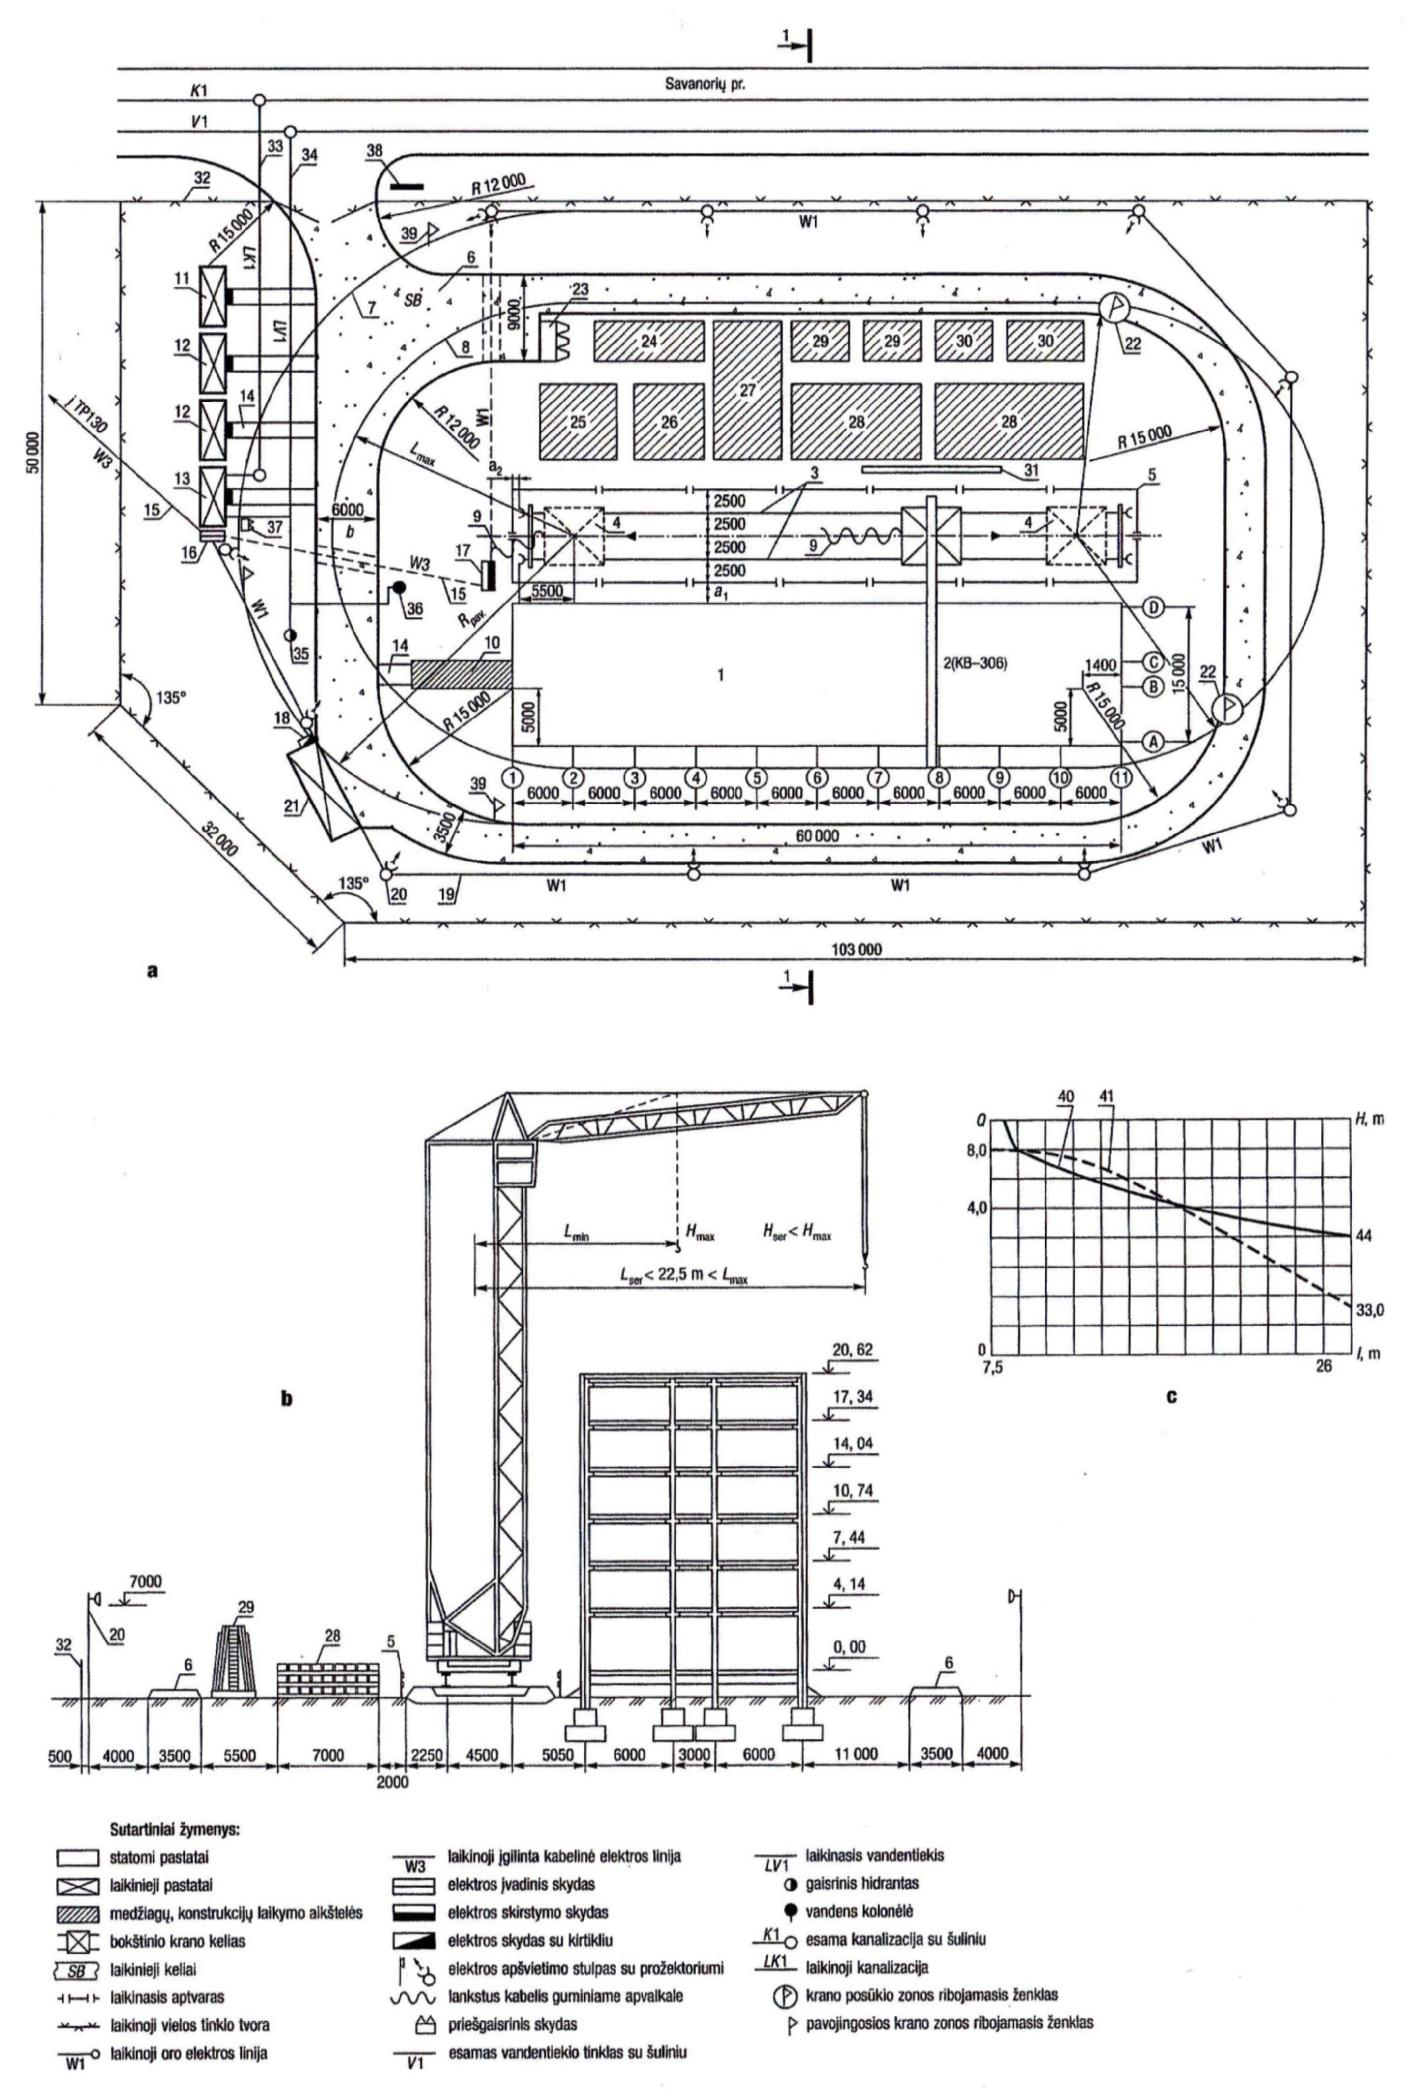 1
Savanorių pr.
K1
V1
33
34
38
32
R 12 000
R 15 000
39
W1
LK1
6
11
7
SB
9000
23
LV1
8
24
29
29
30
30
22
12
27
12
14
į TP130
W3
50 000
R 12 000
W1
25
26
28
28
R 15 000
Lmax
a2
13
31
3
5
15
6000
b
37
9
4
2500
2500
2500
2500
9
4
16
W3
17
5500
a1
15
36
W1
Rpav.
D
35
14
10
1
2(KB–306)
C
1400
15 000
B
22
135°
R 15 000
5000
5000
R 15 000
18
A
1 2 3 4 5 6 7 8 9 10 11
39
6000 6000 6000 6000 6000 6000 6000 6000 6000 6000
21
3500
60 000
32 000
W1
135°
20
19
W1
W1
103 000
a
1
40
41
Q
H, m
8,0
4,0
44
33,0
0
l, m
7,5
26
c
Lmin
Hmax
Hser < Hmax
Lser < 22,5 m < Lmax
b
20, 62
17, 34
14, 04
10, 74
7, 44
4, 14
0, 00
7000
20
32
6
29
28
5
6
500 4000 3500 5500 7000 2000 2250 4500 5050 6000 3000 6000 11 000 3500 4000
Sutartiniai žymenys:
statomi pastatai
laikinieji pastatai
medžiagų, konstrukcijų laikymo aikštelės
bokštinio krano kelias
SB laikinieji keliai
laikinasis aptvaras
laikinoji vielos tinklo tvora
W1 laikinoji oro elektros linija
W3 laikinoji įgilinta kabelinė elektros linija
elektros įvadinis skydas
elektros skirstymo skydas
elektros skydas su kirtikliu
elektros apšvietimo stulpas su prožektoriumi
lankstus kabelis guminiame apvalkale
priešgaisrinis skydas
V1 esamas vandentiekio tinklas su šuliniu
LV1 laikinasis vandentiekis
gaisrinis hidrantas
vandens kolonėlė
K1 esama kanalizacija su šuliniu
LK1 laikinoji kanalizacija
krano posūkio zonos ribojamasis ženklas
pavojingosios krano zonos ribojamasis ženklas